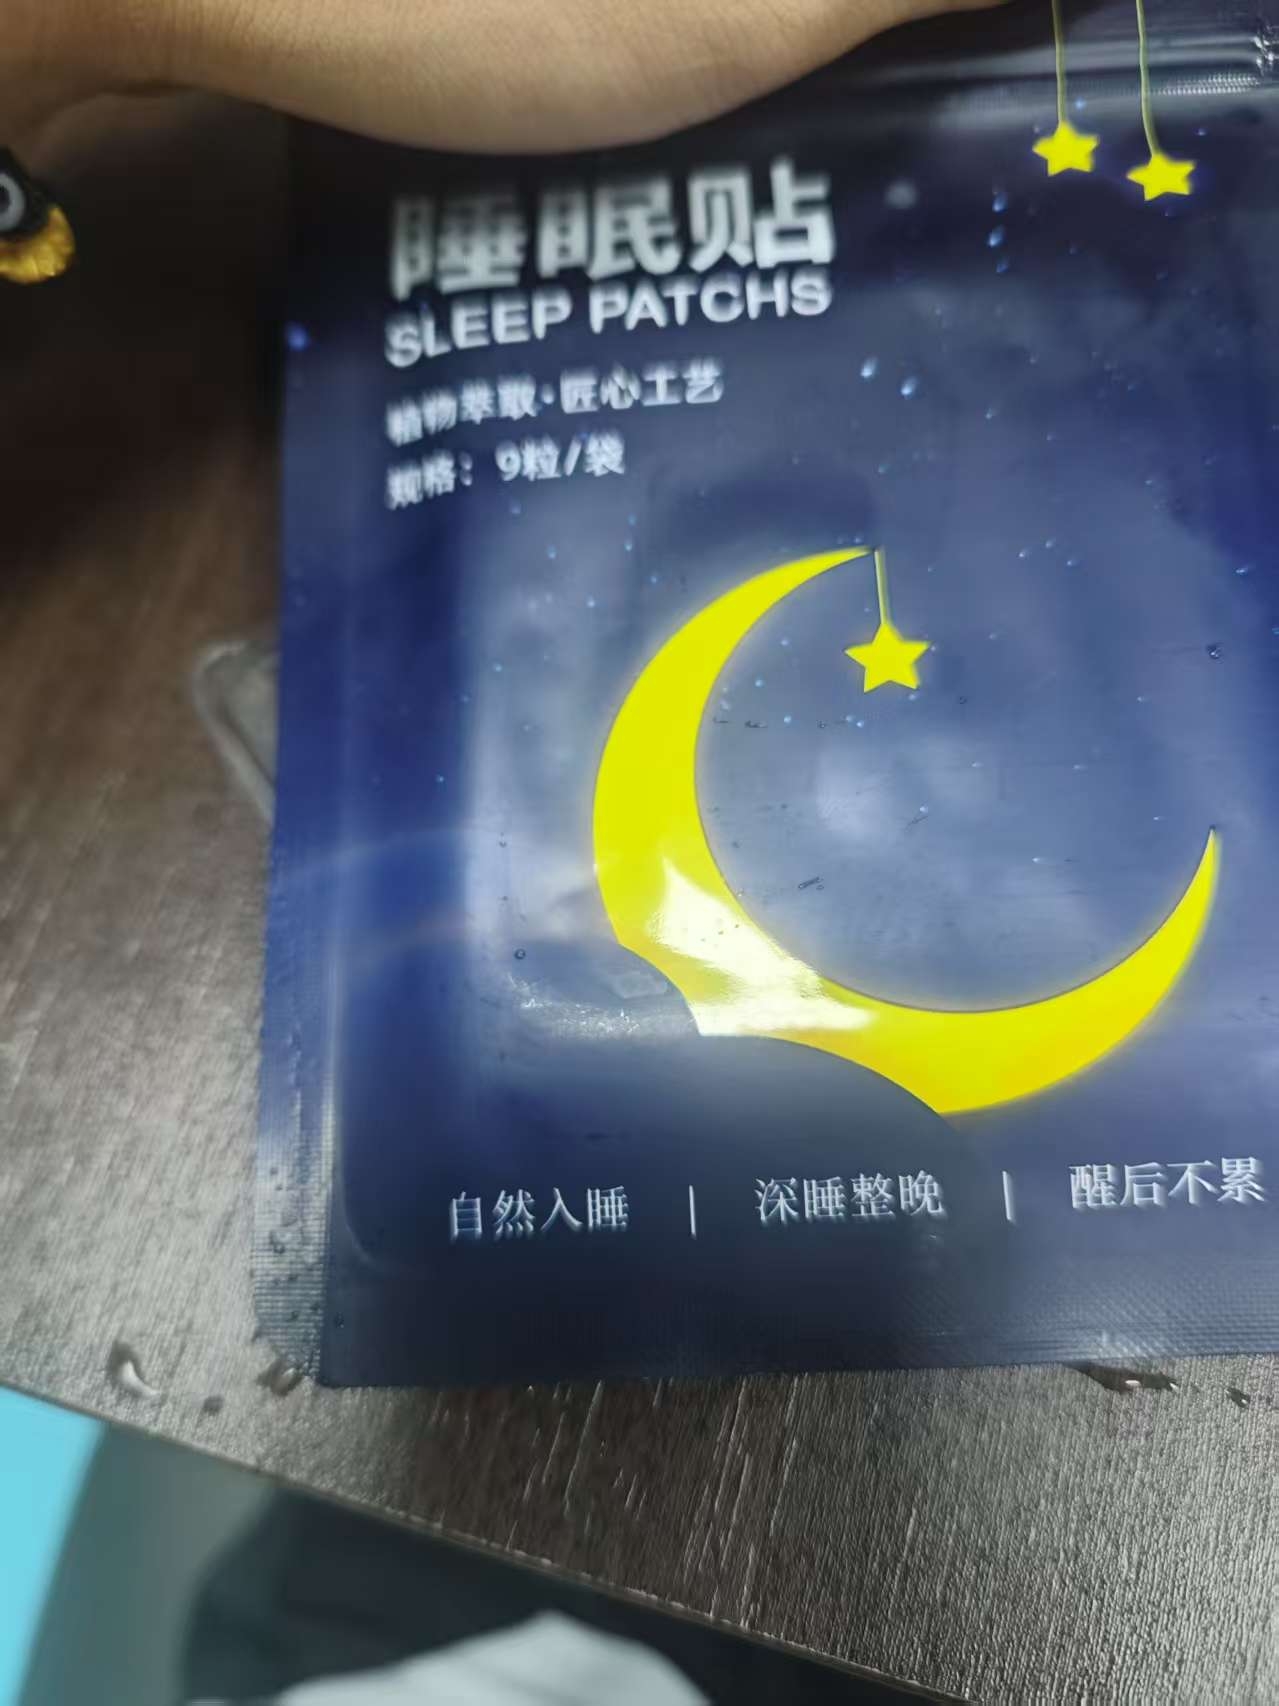 睡眠贴
SLEEP PATCHS
植物萃取·匠心工艺
规格：9粒/袋
自然入睡 | 深睡整晚 | 醒后不累